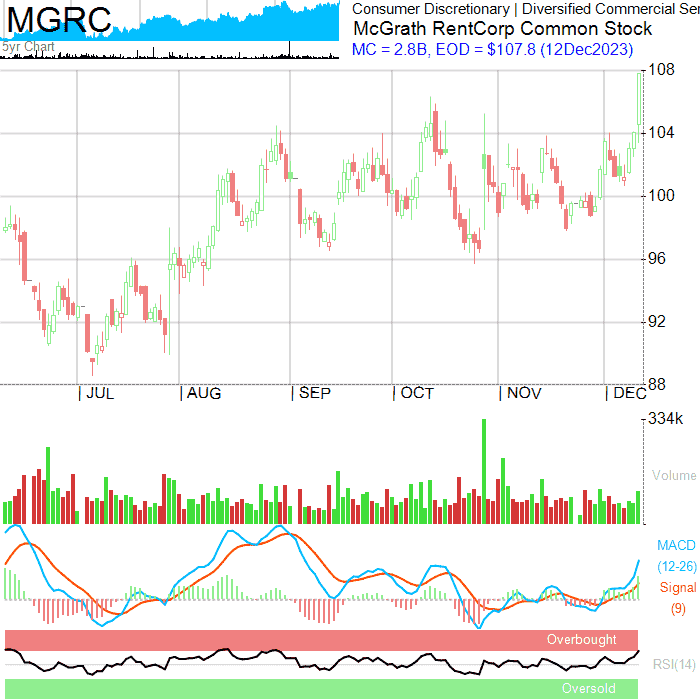 MGRC
5yr Chart
Consumer Discretionary | Diversified Commercial Ser
McGrath RentCorp Common Stock
MC = 2.8B, EOD = $107.8 (12Dec2023)
108
104
100
96
92
88
JUL
AUG
SEP
OCT
NOV
DEC
334k
Volume
MACD
(12-26)
Signal
(9)
Overbought
RSI(14)
Oversold